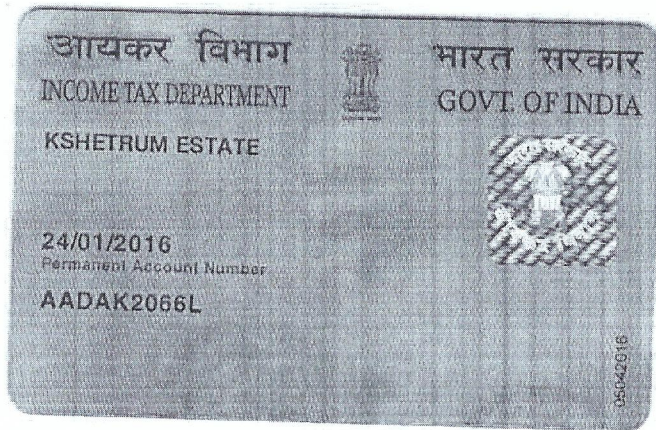 आयकर विभाग
INCOME TAX DEPARTMENT
भारत सरकार
GOVT. OF INDIA
KSHETRUM ESTATE
24/01/2016
Permanent Account Number
AADAK2066L
05042016